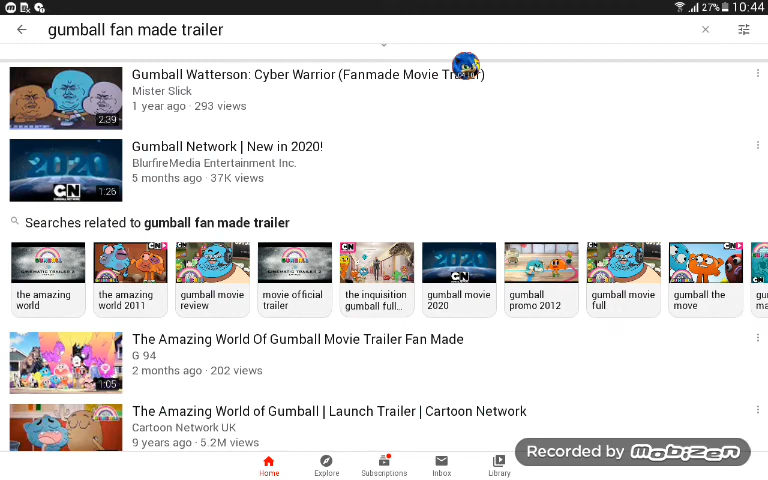 27% 10:44
gumball fan made trailer
Gumball Watterson: Cyber Warrior (Fanmade Movie Trailer)
Mister Slick
1 year ago · 293 views
2:39
Gumball Network | New in 2020!
BlurfireMedia Entertainment Inc.
5 months ago · 37K views
2020
CN
1:26
Searches related to gumball fan made trailer
the amazing world
the amazing world 2011
gumball movie review
movie official trailer
the inquisition gumball full...
gumball movie 2020
gumball promo 2012
gumball movie full
gumball the move
The Amazing World Of Gumball Movie Trailer Fan Made
G 94
2 months ago · 202 views
1:05
The Amazing World of Gumball | Launch Trailer | Cartoon Network
Cartoon Network UK
9 years ago · 5.2M views
Recorded by mobizen
Home Explore Subscriptions Inbox Library